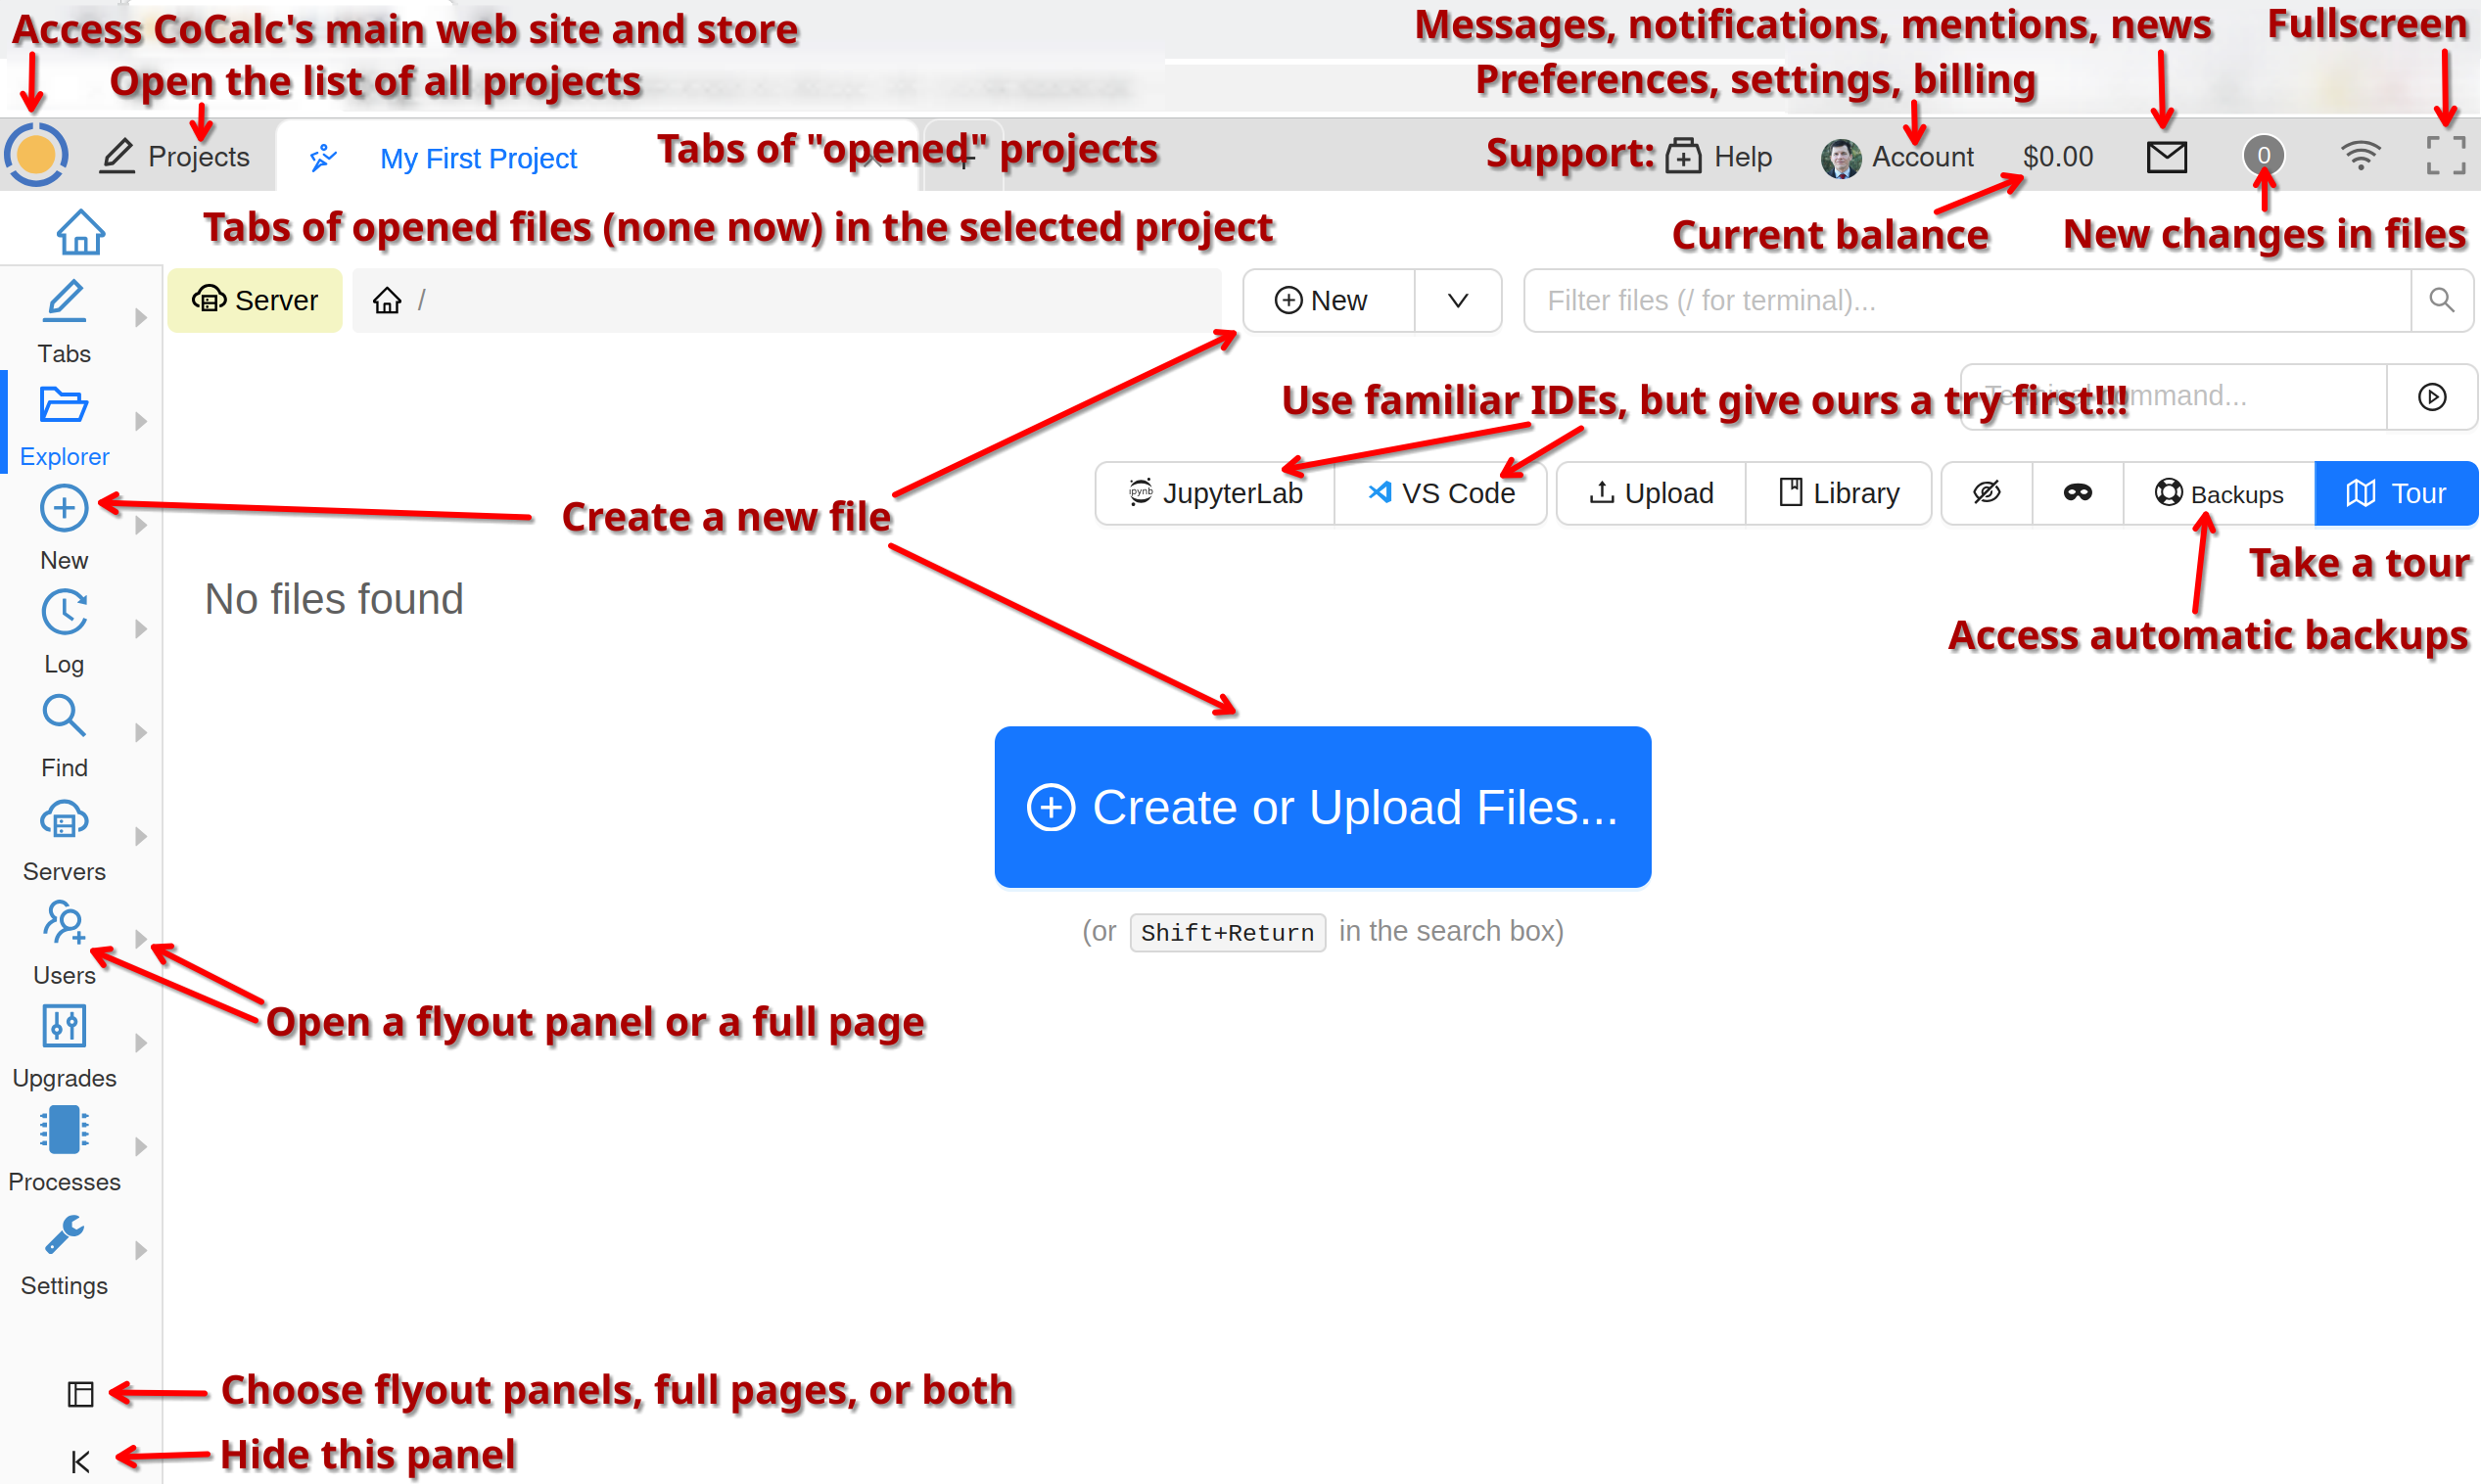 Access CoCalc's main web site and store
Messages, notifications, mentions, news
Fullscreen
Open the list of all projects
Preferences, settings, billing
Projects
My First Project
Tabs of "opened" projects
Support:
Help
Account
$0.00
0
Tabs of opened files (none now) in the selected project
Current balance
New changes in files
Server
/
New
Filter files (/ for terminal)...
Tabs
Use familiar IDEs, but give ours a try first!!!
Terminal command...
Explorer
ipynb
JupyterLab
VS Code
Upload
Library
Backups
Tour
Create a new file
New
Take a tour
No files found
Access automatic backups
Log
Find
Create or Upload Files...
Servers
(or Shift+Return in the search box)
Users
Open a flyout panel or a full page
Upgrades
Processes
Settings
Choose flyout panels, full pages, or both
Hide this panel